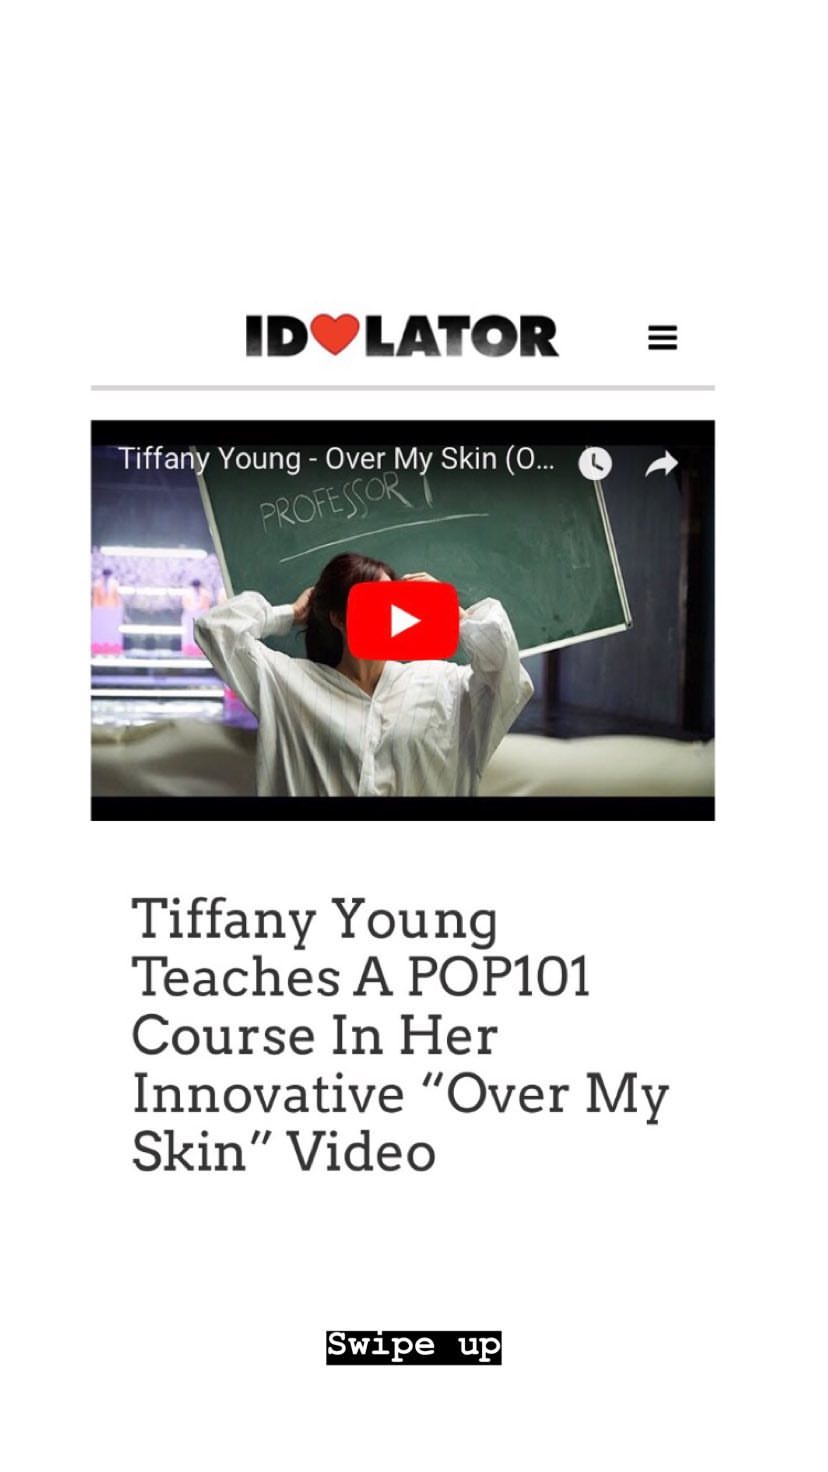 ID❤️LATOR
Tiffany Young - Over My Skin (O...
PROFESSOR T
Tiffany Young
Teaches A POP101
Course In Her
Innovative “Over My
Skin” Video
Swipe up